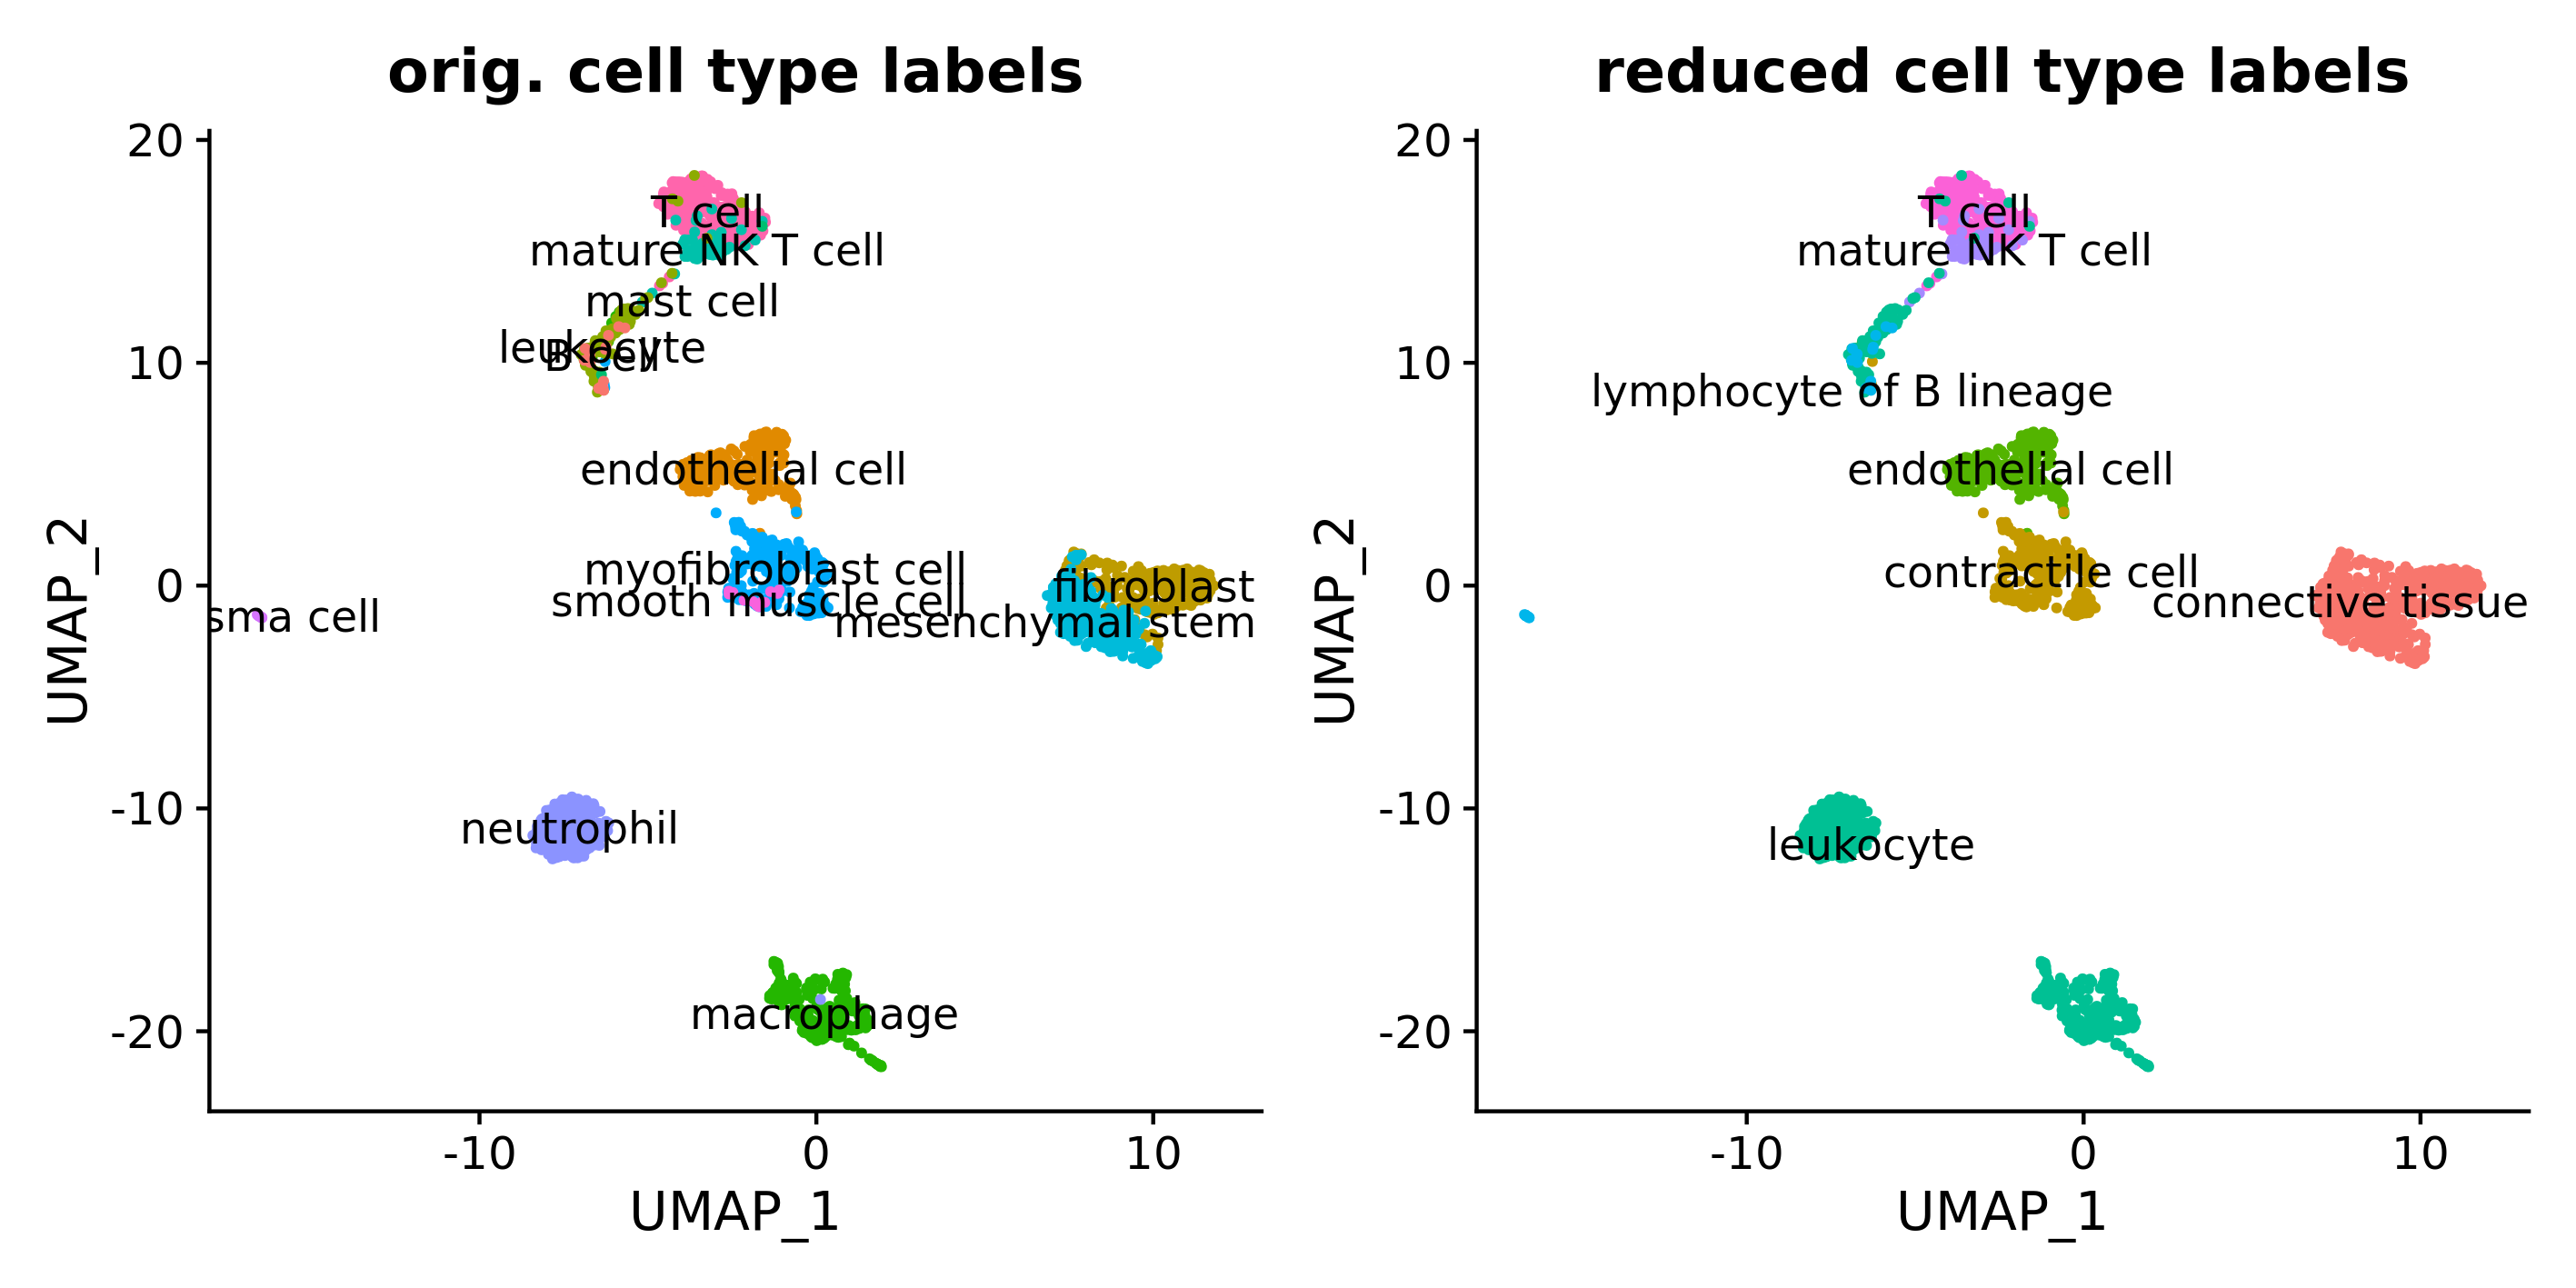 orig. cell type labels
20
10
0
-10
-20
UMAP_2
T cell
mature NK T cell
mast cell
leukocyte
B cell
endothelial cell
myofibroblast cell
smooth muscle cell
fibroblast
mesenchymal stem
sma cell
neutrophil
macrophage
-10
0
10
UMAP_1
reduced cell type labels
20
10
0
-10
-20
UMAP_2
T cell
mature NK T cell
lymphocyte of B lineage
endothelial cell
contractile cell
connective tissue
leukocyte
-10
0
10
UMAP_1